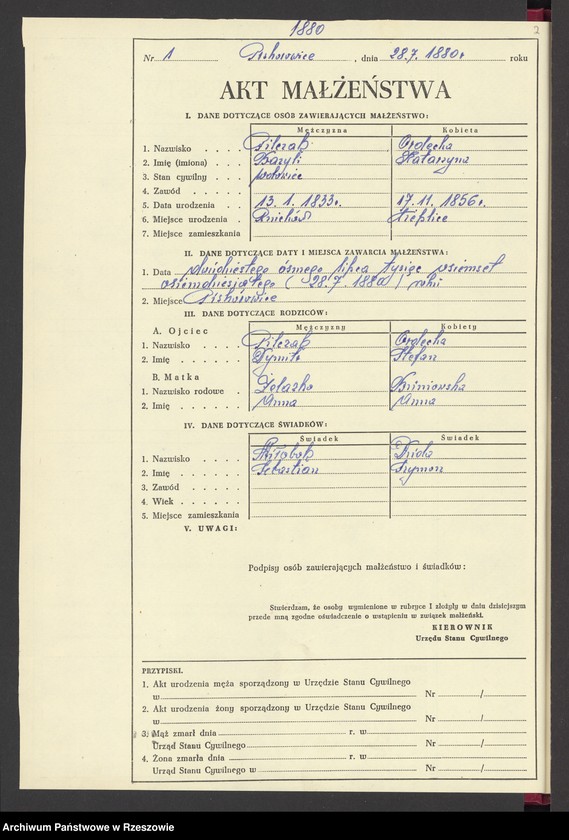 1880
2
Nr 1 Piskorowice, dnia 28.7.1880r roku
AKT MAŁŻEŃSTWA
I. DANE DOTYCZĄCE OSÓB ZAWIERAJĄCYCH MAŁŻEŃSTWO:
Mężczyzna Kobieta
1. Nazwisko Pilczak
2. Imię (imiona) Bazyli Katarzyna
3. Stan cywilny
4. Zawód
5. Data urodzenia 13.1.1833r. 17.11.1856r.
6. Miejsce urodzenia Cieplice
7. Miejsce zamieszkania
II. DANE DOTYCZĄCE DATY I MIEJSCA ZAWARCIA MAŁŻEŃSTWA:
1. Data dwudziestego ósmego lipca tysiąc osiemset
osiemdziesiątego (28.7.1880) roku
2. Miejsce Piskorowice
III. DANE DOTYCZĄCE RODZICÓW:
A. Ojciec Mężczyzny Kobiety
1. Nazwisko Pilczak
2. Imię Stefan
B. Matka
1. Nazwisko rodowe
2. Imię Anna Anna
IV. DANE DOTYCZĄCE ŚWIADKÓW:
Świadek Świadek
1. Nazwisko
2. Imię Sebastian Szymon
3. Zawód
4. Wiek
5. Miejsce zamieszkania
V. UWAGI:
Podpisy osób zawierających małżeństwo i świadków:
Stwierdzam, że osoby wymienione w rubryce I złożyły w dniu dzisiejszym
przede mną zgodne oświadczenie o wstąpieniu w związek małżeński.
KIEROWNIK
Urzędu Stanu Cywilnego
PRZYPISKI.
1. Akt urodzenia męża sporządzony w Urzędzie Stanu Cywilnego
w Nr /
2. Akt urodzenia żony sporządzony w Urzędzie Stanu Cywilnego
w Nr /
3. Mąż zmarł dnia r. w
Urząd Stanu Cywilnego Nr /
4. Żona zmarła dnia r. w
Urząd Stanu Cywilnego w Nr /
Archiwum Państwowe w Rzeszowie